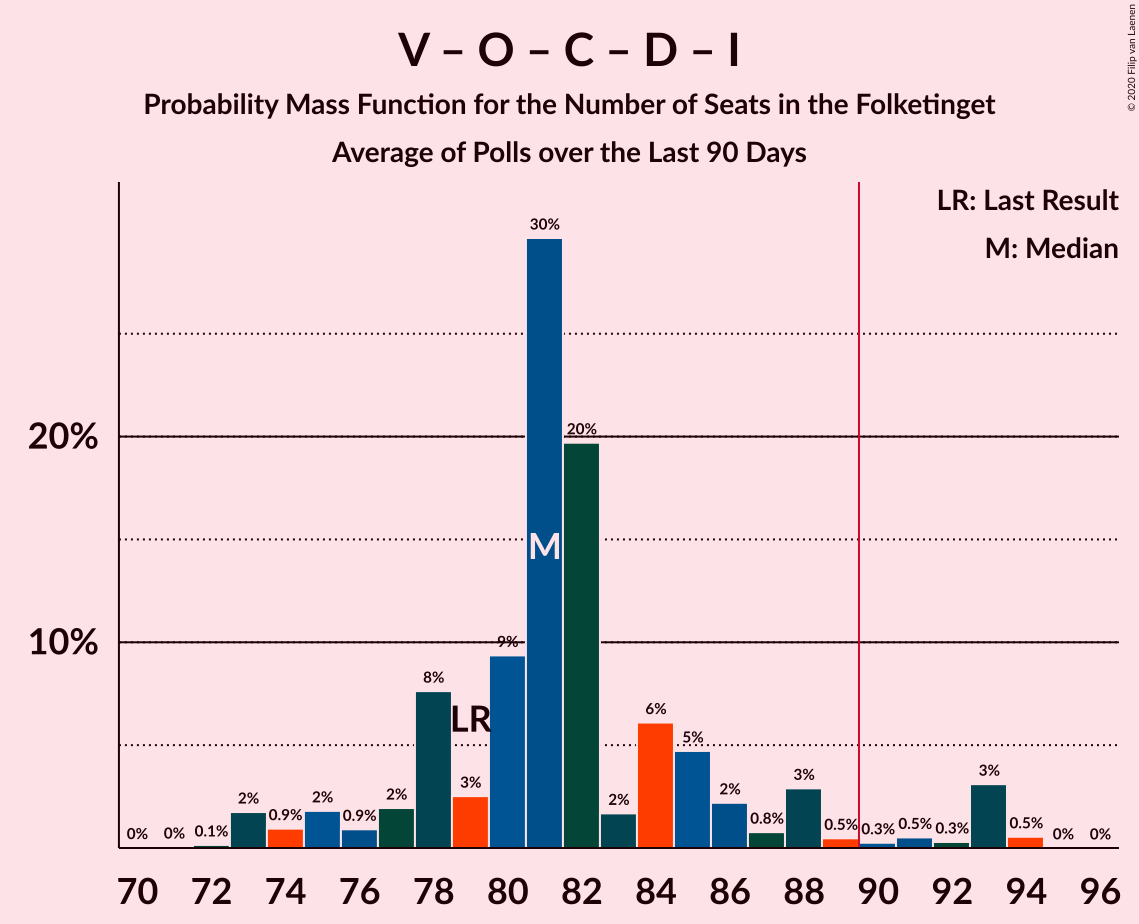 V – O – C – D – I
Probability Mass Function for the Number of Seats in the Folketinget
Average of Polls over the Last 90 Days
© 2020 Filip van Laenen
LR: Last Result
M: Median
20%
10%
0% 0% 0.1% 2% 0.9% 2% 0.9% 2% 8% 3% 9% 30% 20% 2% 6% 5% 2% 0.8% 3% 0.5% 0.3% 0.5% 0.3% 3% 0.5% 0% 0%
LR
M
70 72 74 76 78 80 82 84 86 88 90 92 94 96